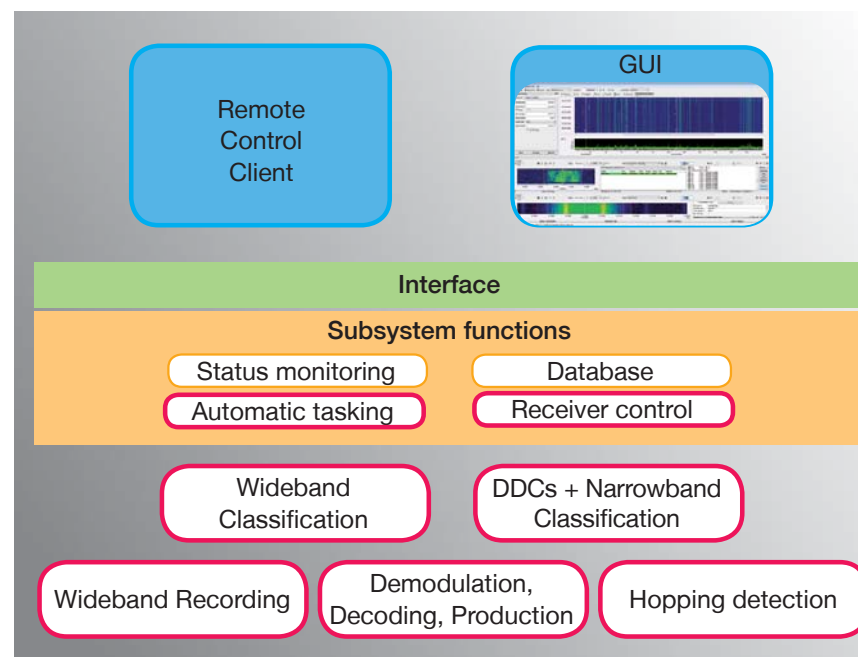 Remote
Control
Client
GUI
Interface
Subsystem functions
Status monitoring
Database
Automatic tasking
Receiver control
Wideband
Classification
DDCs + Narrowband
Classification
Wideband Recording
Demodulation,
Decoding, Production
Hopping detection